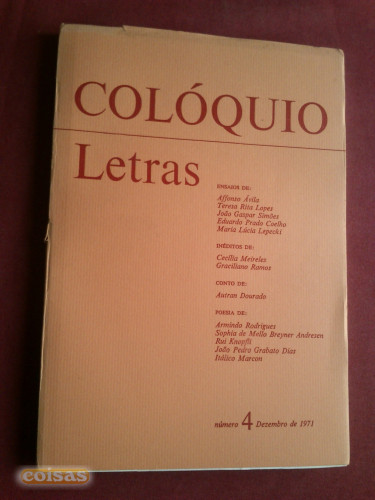 COLÓQUIO
Letras
ENSAIOS DE:
Affonso Ávila
Teresa Rita Lopes
João Gaspar Simões
Eduardo Prado Coelho
Maria Lúcia Lepecki
INÉDITOS DE:
Cecília Meireles
Graciliano Ramos
CONTO DE:
Autran Dourado
POESIA DE:
Armindo Rodrigues
Sophia de Mello Breyner Andresen
Rui Knopfli
João Pedro Grabato Dias
Itálico Marcon
número 4 Dezembro de 1971
coisas